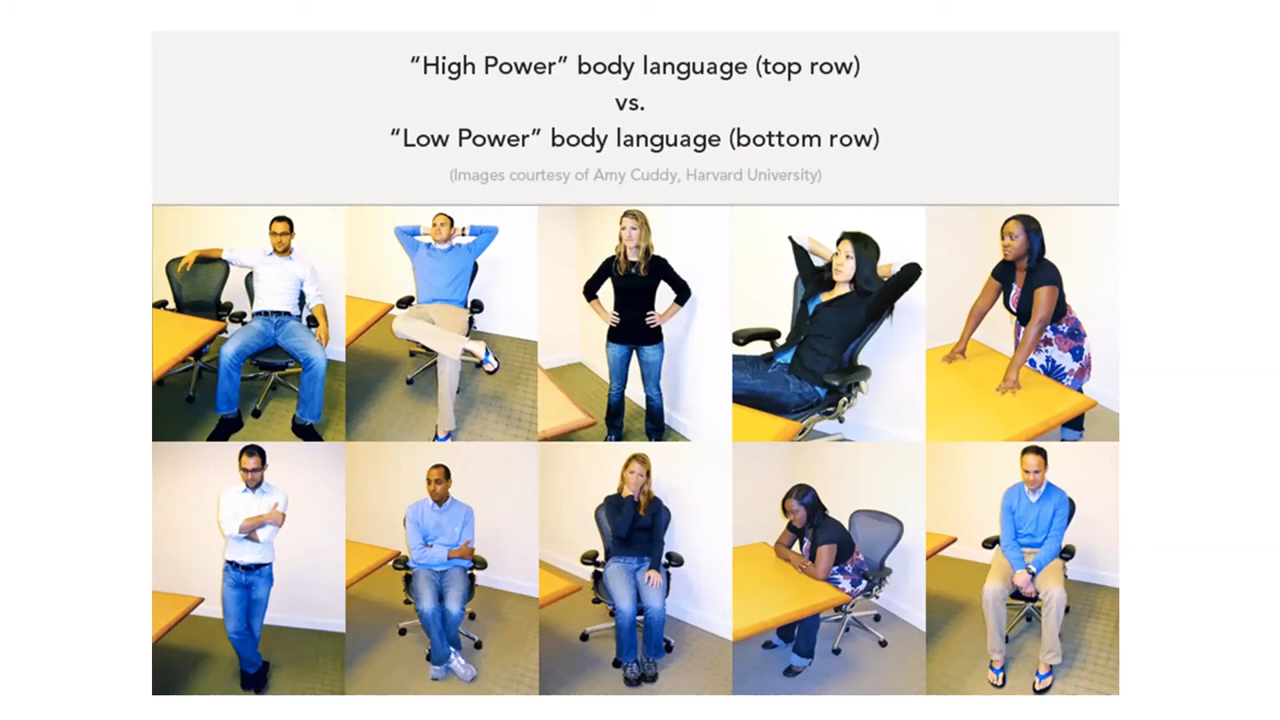 “High Power” body language (top row)
vs.
“Low Power” body language (bottom row)
(Images courtesy of Amy Cuddy, Harvard University)